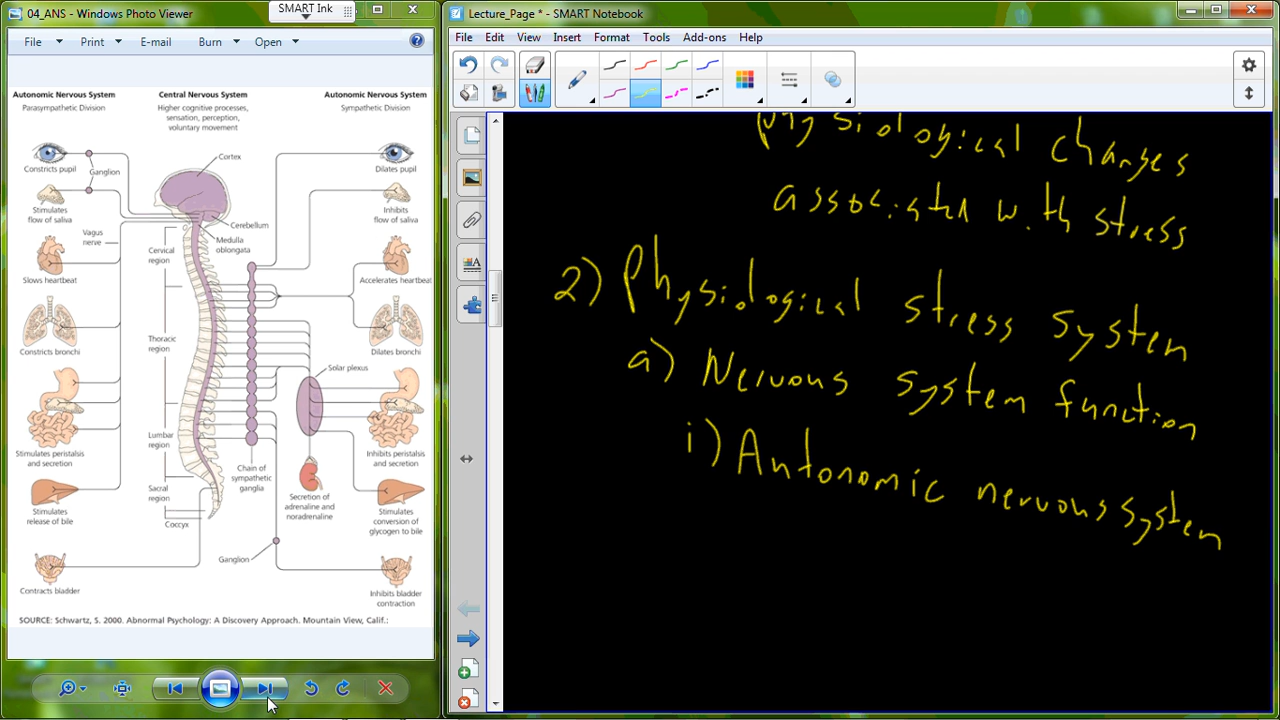 04_ANS - Windows Photo Viewer
SMART Ink
File Print E-mail Burn Open
Autonomic Nervous System
Parasympathetic Division
Central Nervous System
Higher cognitive processes,
sensation, perception,
voluntary movement
Autonomic Nervous System
Sympathetic Division
Constricts pupil
Ganglion
Stimulates
flow of saliva
Vagus
nerve
Slows heartbeat
Constricts bronchi
Stimulates peristalsis
and secretion
Stimulates
release of bile
Contracts bladder
Cortex
Cerebellum
Medulla
oblongata
Cervical
region
Thoracic
region
Lumbar
region
Sacral
region
Coccyx
Chain of
sympathetic
ganglia
Ganglion
Solar plexus
Secretion of
adrenaline and
noradrenaline
Dilates pupil
Inhibits
flow of saliva
Accelerates heartbeat
Dilates bronchi
Inhibits peristalsis
and secretion
Stimulates
conversion of
glycogen to bile
Inhibits bladder
contraction
SOURCE: Schwartz, S. 2000. Abnormal Psychology: A Discovery Approach. Mountain View, Calif.:
Lecture_Page * - SMART Notebook
File Edit View Insert Format Tools Add-ons Help
physiological changes
associated with stress
2) Physiological stress system
a) Nervous system function
i) Autonomic nervous system